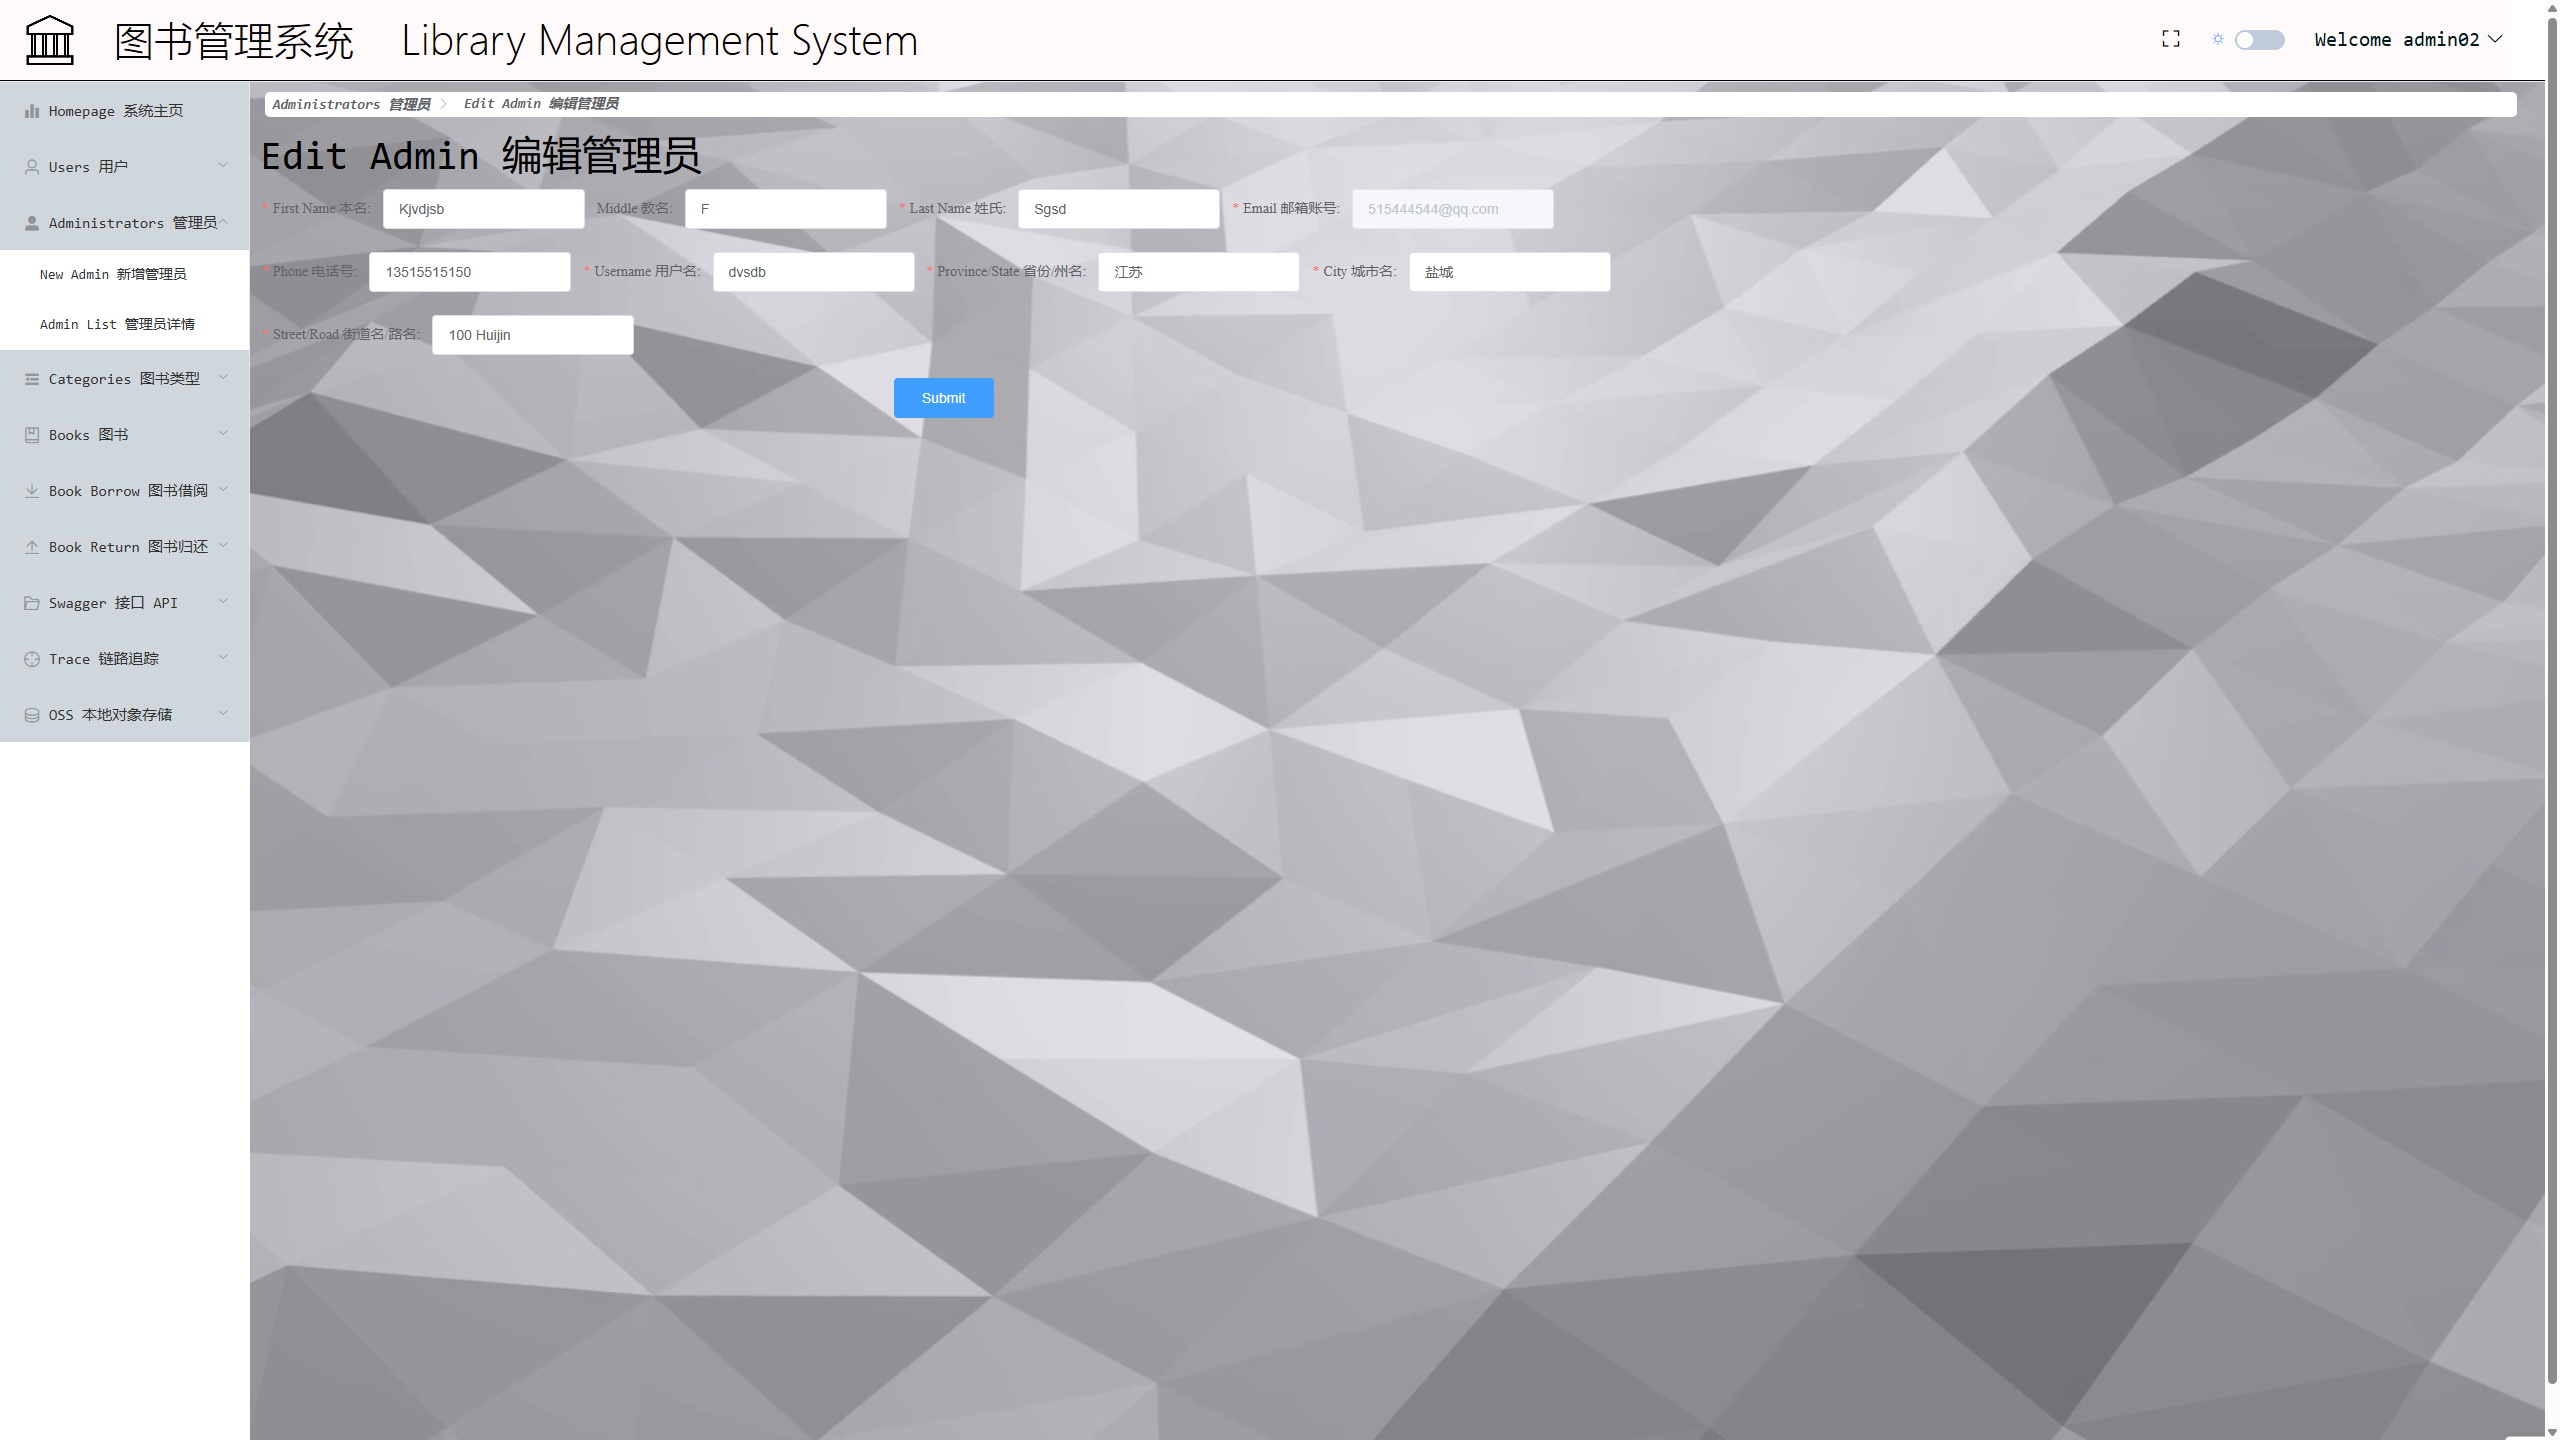 图书管理系统 Library Management System
Welcome admin02
Homepage 系统主页
Users 用户
Administrators 管理员
New Admin 新增管理员
Admin List 管理员详情
Categories 图书类型
Books 图书
Book Borrow 图书借阅
Book Return 图书归还
Swagger 接口 API
Trace 链路追踪
OSS 本地对象存储
Administrators 管理员 > Edit Admin 编辑管理员
Edit Admin 编辑管理员
* First Name 本名: Kjvdjsb Middle 教名: F * Last Name 姓氏: Sgsd * Email 邮箱账号: 515444544@qq.com
* Phone 电话号: 13515515150 * Username 用户名: dvsdb * Province/State 省份/州名: 江苏 * City 城市名: 盐城
* Street/Road 街道名/路名: 100 Huijin
Submit